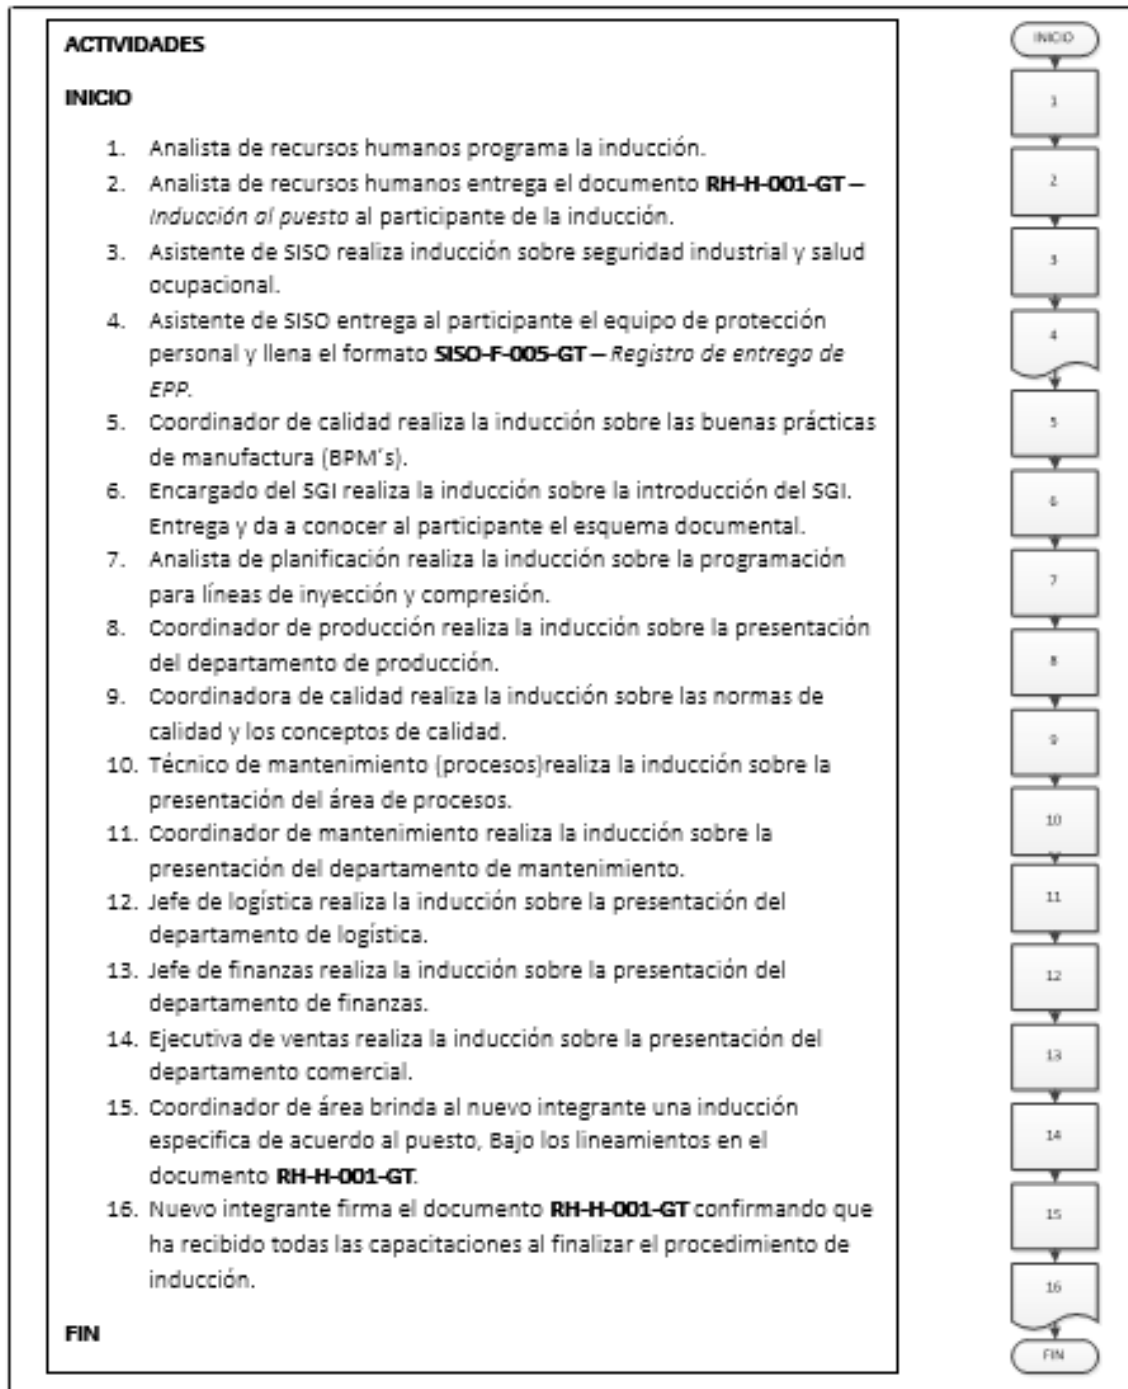 ACTIVIDADES
INICIO
1. Analista de recursos humanos programa la inducción.
2. Analista de recursos humanos entrega el documento RH-H-001-GT –
Inducción al puesto al participante de la inducción.
3. Asistente de SISO realiza inducción sobre seguridad industrial y salud
ocupacional.
4. Asistente de SISO entrega al participante el equipo de protección
personal y llena el formato SISO-F-005-GT – Registro de entrega de
EPP.
5. Coordinador de calidad realiza la inducción sobre las buenas prácticas
de manufactura (BPM´s).
6. Encargado del SGI realiza la inducción sobre la introducción del SGI.
Entrega y da a conocer al participante el esquema documental.
7. Analista de planificación realiza la inducción sobre la programación
para líneas de inyección y compresión.
8. Coordinador de producción realiza la inducción sobre la presentación
del departamento de producción.
9. Coordinadora de calidad realiza la inducción sobre las normas de
calidad y los conceptos de calidad.
10. Técnico de mantenimiento (procesos)realiza la inducción sobre la
presentación del área de procesos.
11. Coordinador de mantenimiento realiza la inducción sobre la
presentación del departamento de mantenimiento.
12. Jefe de logística realiza la inducción sobre la presentación del
departamento de logística.
13. Jefe de finanzas realiza la inducción sobre la presentación del
departamento de finanzas.
14. Ejecutiva de ventas realiza la inducción sobre la presentación del
departamento comercial.
15. Coordinador de área brinda al nuevo integrante una inducción
especifica de acuerdo al puesto, Bajo los lineamientos en el
documento RH-H-001-GT.
16. Nuevo integrante firma el documento RH-H-001-GT confirmando que
ha recibido todas las capacitaciones al finalizar el procedimiento de
inducción.
FIN
INICIO
1
2
3
4
5
6
7
8
9
10
11
12
13
14
15
16
FIN